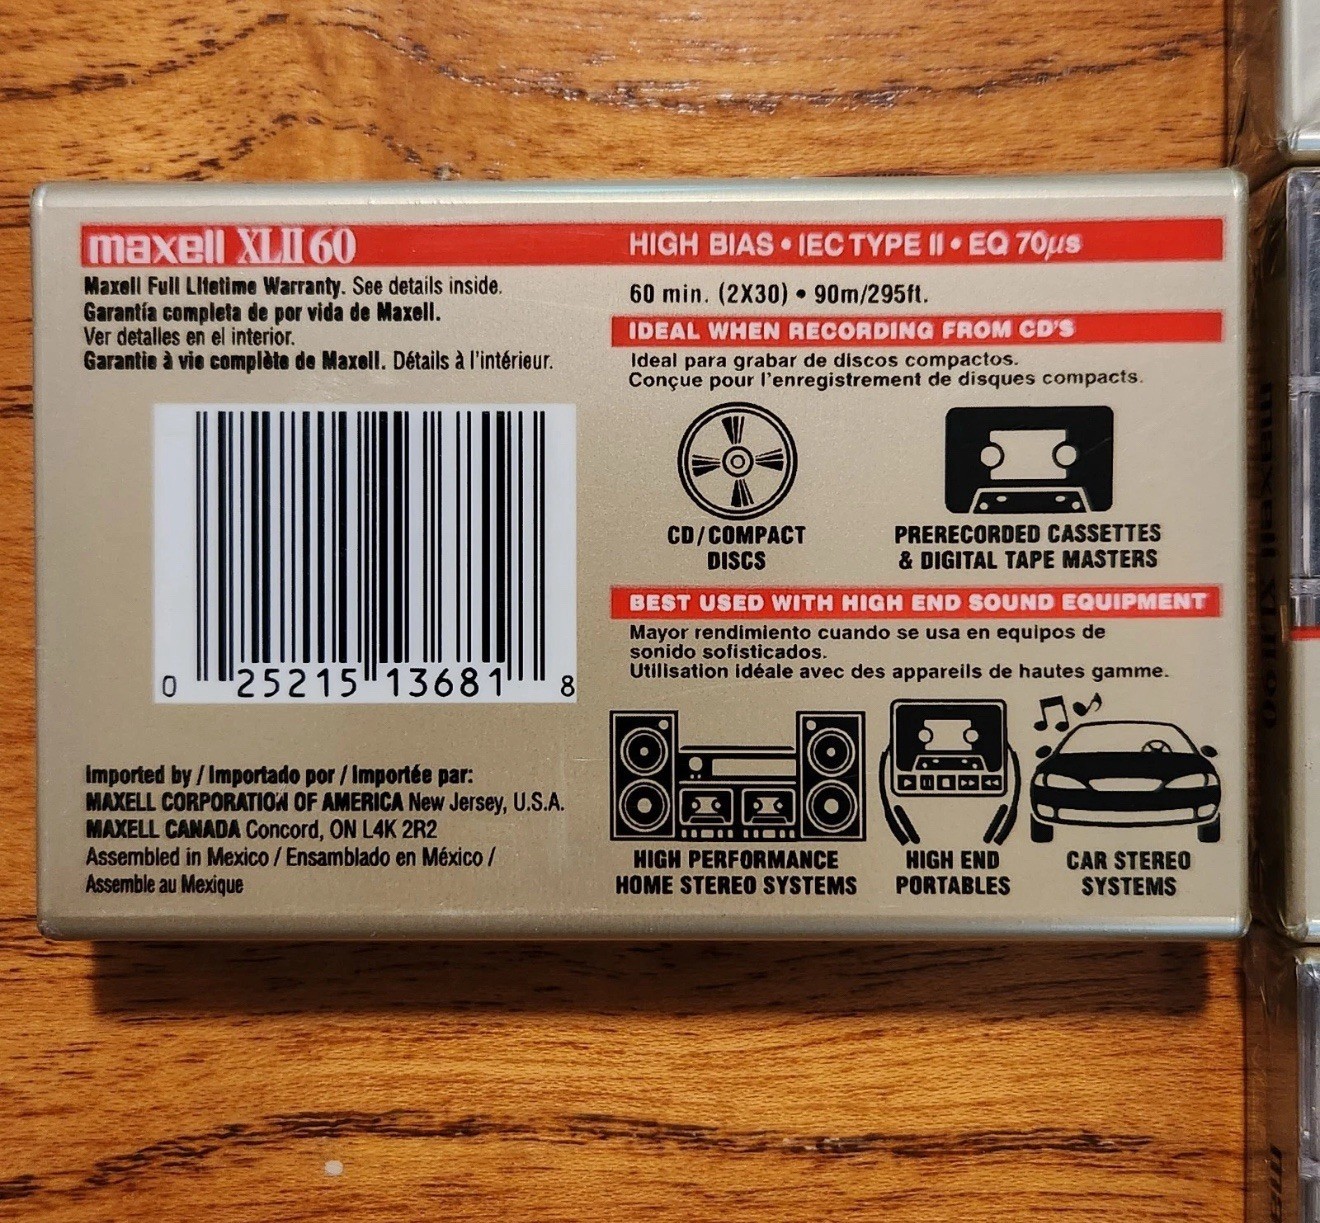 maxell XLII 60
HIGH BIAS • IEC TYPE II • EQ 70µs
Maxell Full Lifetime Warranty. See details inside.
Garantía completa de por vida de Maxell.
Ver detalles en el interior.
Garantie à vie complète de Maxell. Détails à l'intérieur.
60 min. (2X30) • 90m/295ft.
IDEAL WHEN RECORDING FROM CD'S
Ideal para grabar de discos compactos.
Conçue pour l'enregistrement de disques compacts.
CD/COMPACT
DISCS
PRERECORDED CASSETTES
& DIGITAL TAPE MASTERS
BEST USED WITH HIGH END SOUND EQUIPMENT
Mayor rendimiento cuando se usa en equipos de
sonido sofisticados.
Utilisation idéale avec des appareils de hautes gamme.
0 25215 13681 8
HIGH PERFORMANCE
HOME STEREO SYSTEMS
HIGH END
PORTABLES
CAR STEREO
SYSTEMS
Imported by / Importado por / Importée par:
MAXELL CORPORATION OF AMERICA New Jersey, U.S.A.
MAXELL CANADA Concord, ON L4K 2R2
Assembled in Mexico / Ensamblado en México /
Assemble au Mexique
maxell XLII 90